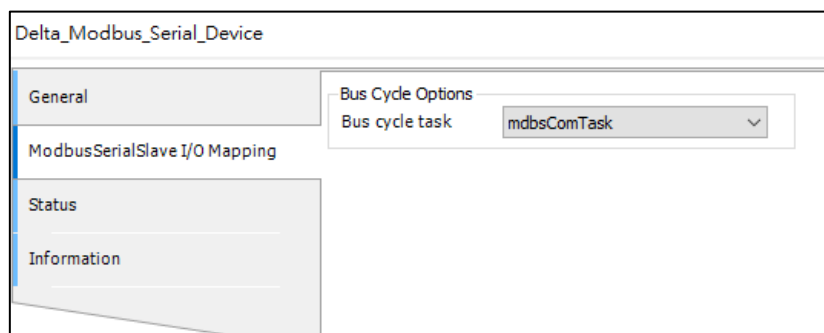 Delta_Modbus_Serial_Device
General
ModbusSerialSlave I/O Mapping
Status
Information
Bus Cycle Options
Bus cycle task mdbsComTask